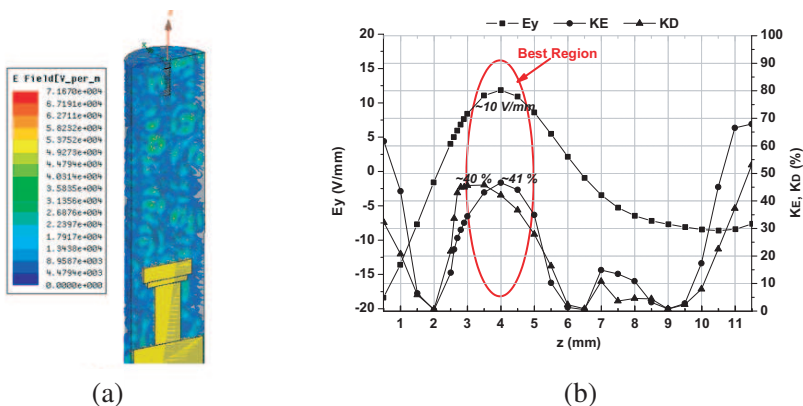 E Field[V_per_m
7.1670e+004
6.7191e+004
6.2711e+004
5.8232e+004
5.3752e+004
4.9273e+004
4.4794e+004
4.0314e+004
3.5835e+004
3.1356e+004
2.6876e+004
2.2397e+004
1.7917e+004
1.3438e+004
8.9587e+003
4.4794e+003
0.0000e+000
(a)
Ey KE KD
Best Region
~10 V/mm
~40 % ~41 %
Ey (V/mm)
20
15
10
5
0
-5
-10
-15
-20
KE, KD (%)
100
90
80
70
60
50
40
30
20
10
0
1 2 3 4 5 6 7 8 9 10 11
z (mm)
(b)